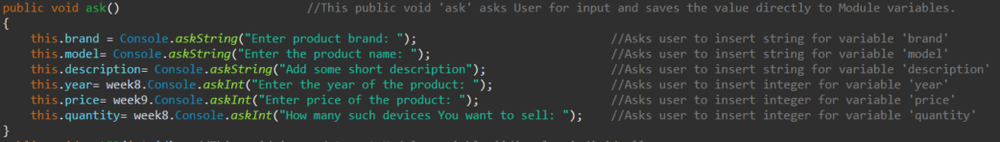 public void ask() //This public void 'ask' asks User for input and saves the value directly to Module variables.
{
this.brand = Console.askString("Enter product brand: "); //Asks user to insert string for variable 'brand'
this.model= Console.askString("Enter the product name: "); //Asks user to insert string for variable 'model'
this.description= Console.askString("Add some short description"); //Asks user to insert string for variable 'description'
this.year= week8.Console.askInt("Enter the year of the product: "); //Asks user to insert integer for variable 'year'
this.price= week9.Console.askInt("Enter price of the product: "); //Asks user to insert integer for variable 'price'
this.quantity= week8.Console.askInt("How many such devices You want to sell: "); //Asks user to insert integer for variable 'quantity'
}